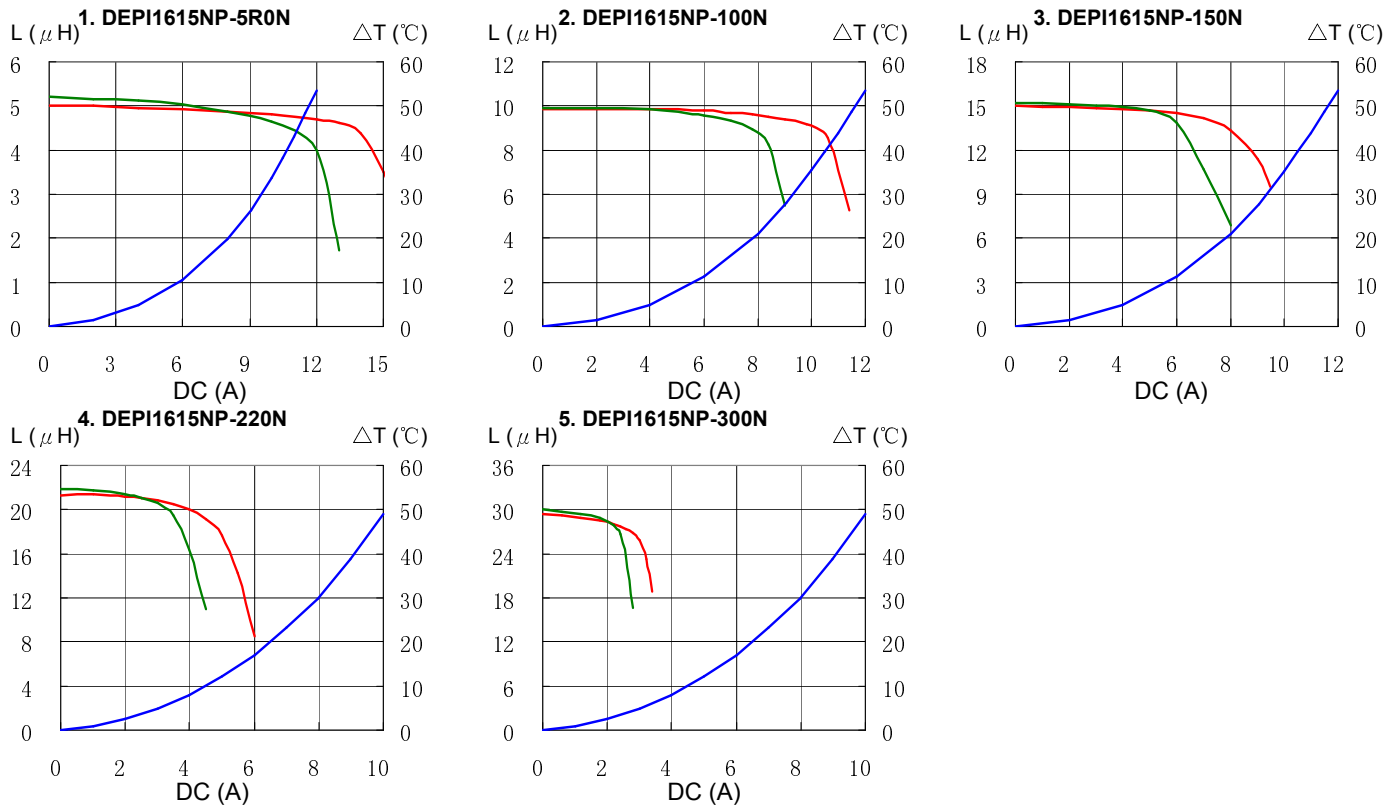 1. DEPI1615NP-5R0N
L (μH) △T (℃)
6 60
5 50
4 40
3 30
2 20
1 10
0 0
0 3 6 9 12 15
DC (A)
2. DEPI1615NP-100N
L (μH) △T (℃)
12 60
10 50
8 40
6 30
4 20
2 10
0 0
0 2 4 6 8 10 12
DC (A)
3. DEPI1615NP-150N
L (μH) △T (℃)
18 60
15 50
12 40
9 30
6 20
3 10
0 0
0 2 4 6 8 10 12
DC (A)
4. DEPI1615NP-220N
L (μH) △T (℃)
24 60
20 50
16 40
12 30
8 20
4 10
0 0
0 2 4 6 8 10
DC (A)
5. DEPI1615NP-300N
L (μH) △T (℃)
36 60
30 50
24 40
18 30
12 20
6 10
0 0
0 2 4 6 8 10
DC (A)